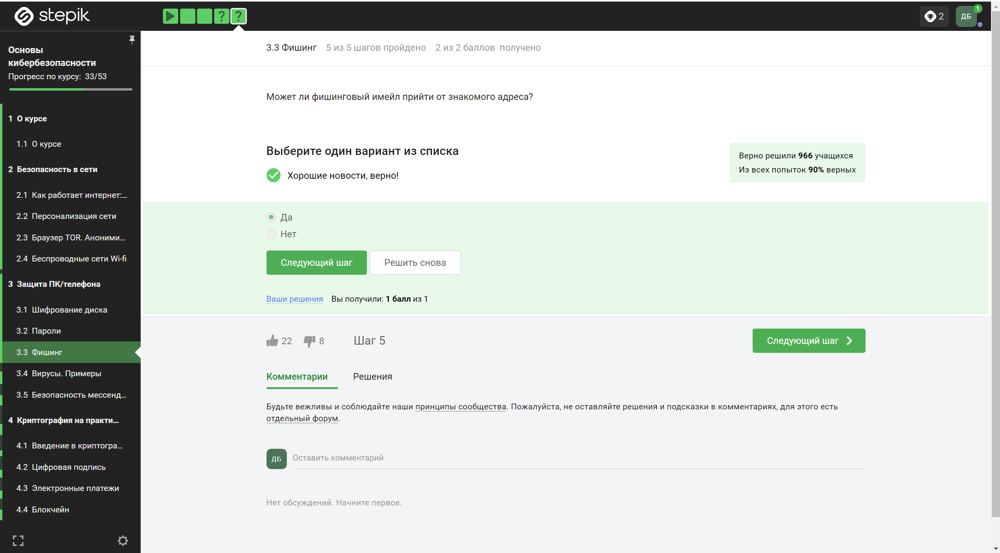 stepik
?
?
2
ДБ
1
Основы
кибербезопасности
Прогресс по курсу: 33/53
1 О курсе
1.1 О курсе
2 Безопасность в сети
2.1 Как работает интернет:...
2.2 Персонализация сети
2.3 Браузер TOR. Аноними...
2.4 Беспроводные сети Wi-fi
3 Защита ПК/телефона
3.1 Шифрование диска
3.2 Пароли
3.3 Фишинг
3.4 Вирусы. Примеры
3.5 Безопасность мессенд...
4 Криптография на практи...
4.1 Введение в криптогра...
4.2 Цифровая подпись
4.3 Электронные платежи
4.4 Блокчейн
3.3 Фишинг 5 из 5 шагов пройдено 2 из 2 баллов получено
Может ли фишинговый имейл прийти от знакомого адреса?
Выберите один вариант из списка
Хорошие новости, верно!
Верно решили 966 учащихся
Из всех попыток 90% верных
Да
Нет
Следующий шаг
Решить снова
Ваши решения Вы получили: 1 балл из 1
22 8 Шаг 5
Следующий шаг
Комментарии Решения
Будьте вежливы и соблюдайте наши принципы сообщества. Пожалуйста, не оставляйте решения и подсказки в комментариях, для этого есть
отдельный форум.
ДБ
Оставить комментарий
Нет обсуждений. Начните первое.